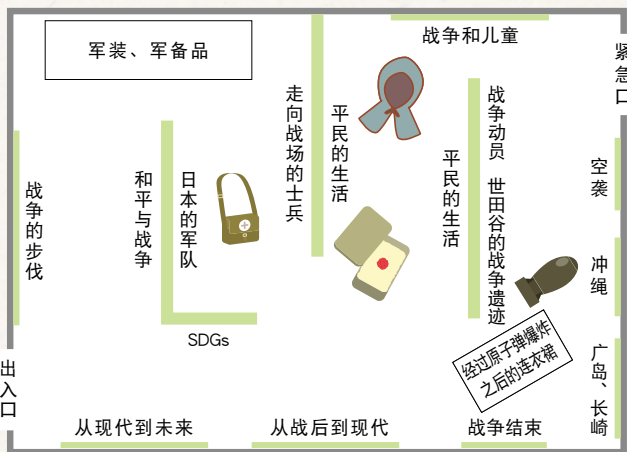 军装、军备品
战争和儿童
紧急口
走向战场的士兵
平民的生活
平民的生活
战争动员 世田谷的战争遗迹
空袭
战争的步伐
和平与战争
日本的军队
冲绳
SDGs
经过原子弹爆炸
之后的连衣裙
广岛、长崎
出入口
从现代到未来
从战后到现代
战争结束